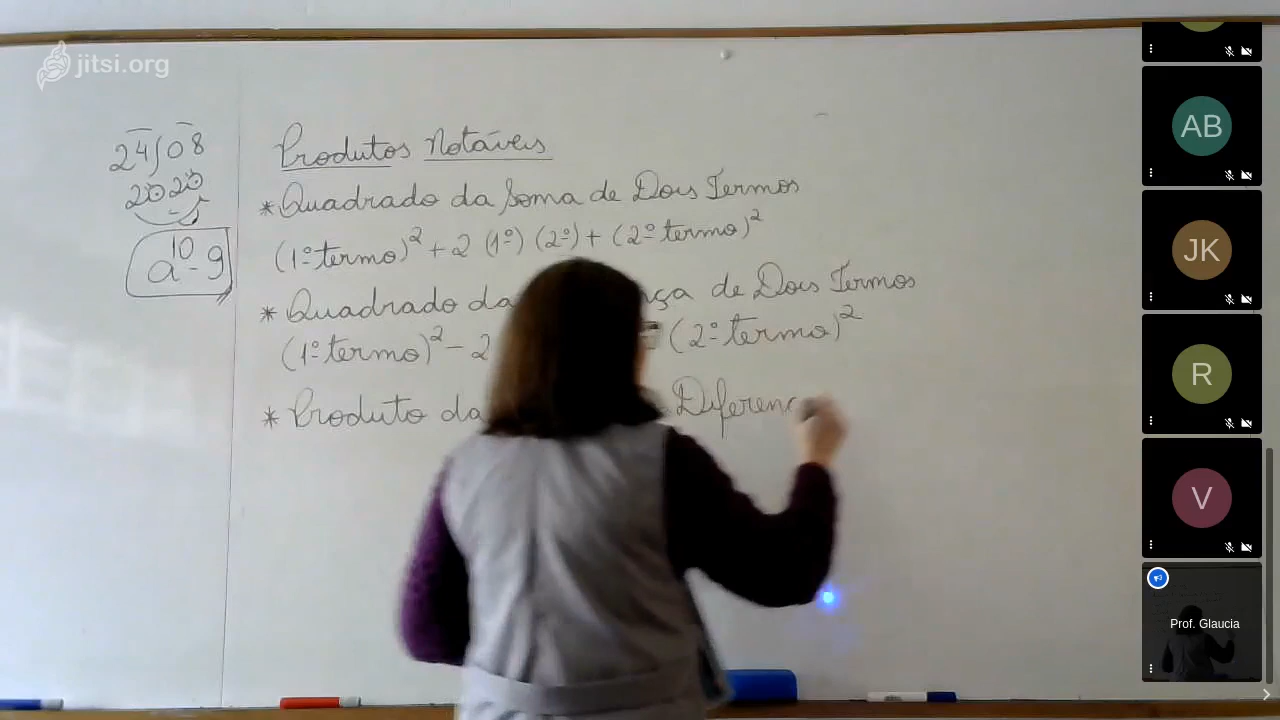 jitsi.org
24/08
2020
a 10-9
Produtos Notáveis
* Quadrado da Soma de Dois Termos
(1º termo)² + 2 (1º) (2º) + (2º termo)²
* Quadrado da ça de Dois Termos
(1º termo)² - 2 (2º termo)²
* Produto da Diferenç
AB
JK
R
V
Prof. Glaucia